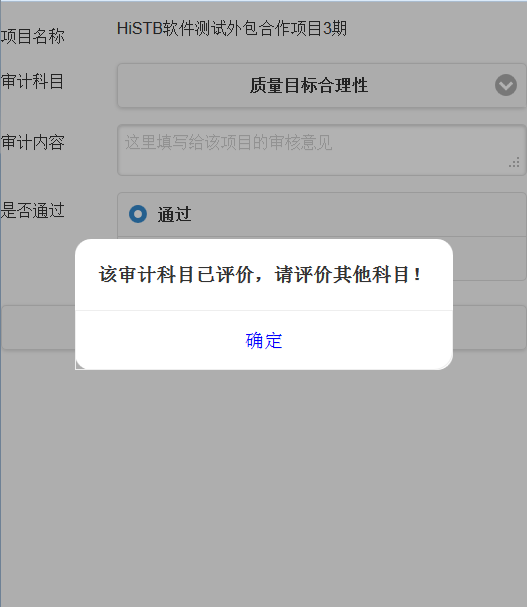 项目名称
HiSTB软件测试外包合作项目3期
审计科目
质量目标合理性
审计内容
这里填写给该项目的审核意见
是否通过
通过
该审计科目已评价，请评价其他科目！
确定